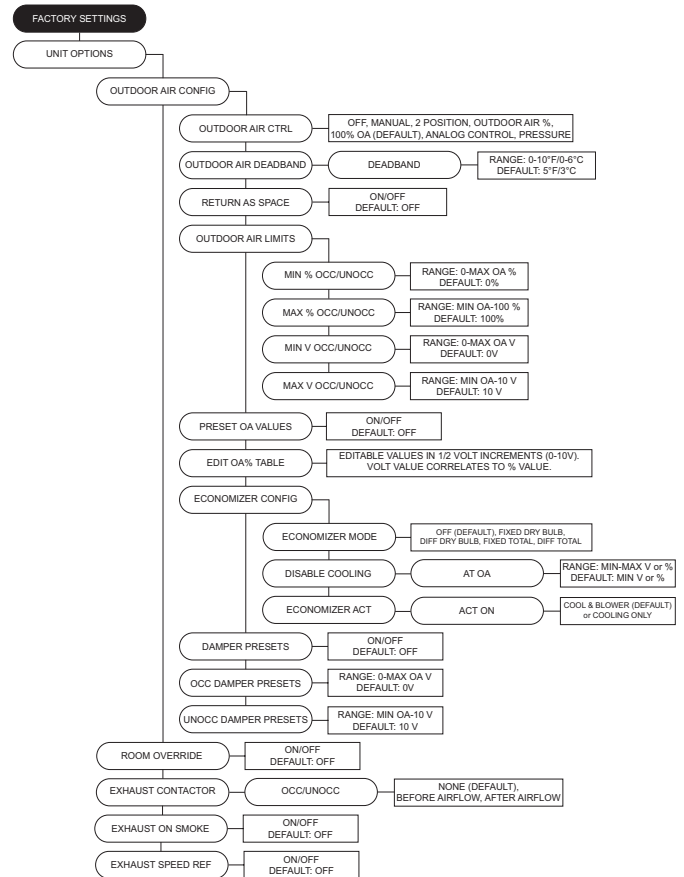 FACTORY SETTINGS
UNIT OPTIONS
OUTDOOR AIR CONFIG
OUTDOOR AIR CTRL
OFF, MANUAL, 2 POSITION, OUTDOOR AIR %,
100% OA (DEFAULT), ANALOG CONTROL, PRESSURE
OUTDOOR AIR DEADBAND
DEADBAND
RANGE: 0-10°F/0-6°C
DEFAULT: 5°F/3°C
RETURN AS SPACE
ON/OFF
DEFAULT: OFF
OUTDOOR AIR LIMITS
MIN % OCC/UNOCC
RANGE: 0-MAX OA %
DEFAULT: 0%
MAX % OCC/UNOCC
RANGE: MIN OA-100 %
DEFAULT: 100%
MIN V OCC/UNOCC
RANGE: 0-MAX OA V
DEFAULT: 0V
MAX V OCC/UNOCC
RANGE: MIN OA-10 V
DEFAULT: 10 V
PRESET OA VALUES
ON/OFF
DEFAULT: OFF
EDIT OA% TABLE
EDITABLE VALUES IN 1/2 VOLT INCREMENTS (0-10V).
VOLT VALUE CORRELATES TO % VALUE.
ECONOMIZER CONFIG
ECONOMIZER MODE
OFF (DEFAULT), FIXED DRY BULB,
DIFF DRY BULB, FIXED TOTAL, DIFF TOTAL
DISABLE COOLING
AT OA
RANGE: MIN-MAX V or %
DEFAULT: MIN V or %
ECONOMIZER ACT
ACT ON
COOL & BLOWER (DEFAULT)
or COOLING ONLY
DAMPER PRESETS
ON/OFF
DEFAULT: OFF
OCC DAMPER PRESETS
RANGE: 0-MAX OA V
DEFAULT: 0V
UNOCC DAMPER PRESETS
RANGE: MIN OA-10 V
DEFAULT: 10 V
ROOM OVERRIDE
ON/OFF
DEFAULT: OFF
EXHAUST CONTACTOR
OCC/UNOCC
NONE (DEFAULT),
BEFORE AIRFLOW, AFTER AIRFLOW
EXHAUST ON SMOKE
ON/OFF
DEFAULT: OFF
EXHAUST SPEED REF
ON/OFF
DEFAULT: OFF